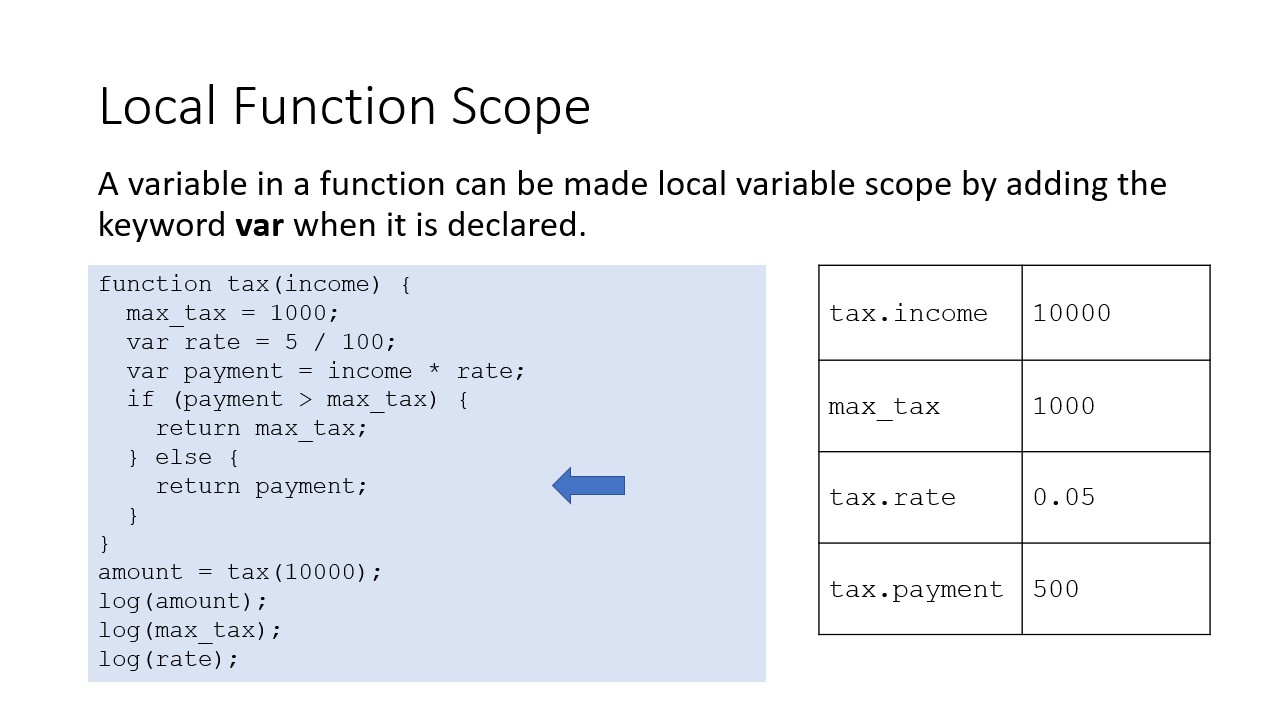 Local Function Scope
A variable in a function can be made local variable scope by adding the
keyword var when it is declared.
function tax(income) {
  max_tax = 1000;
  var rate = 5 / 100;
  var payment = income * rate;
  if (payment > max_tax) {
    return max_tax;
  } else {
    return payment;
  }
}
amount = tax(10000);
log(amount);
log(max_tax);
log(rate);
tax.income 10000
max_tax 1000
tax.rate 0.05
tax.payment 500